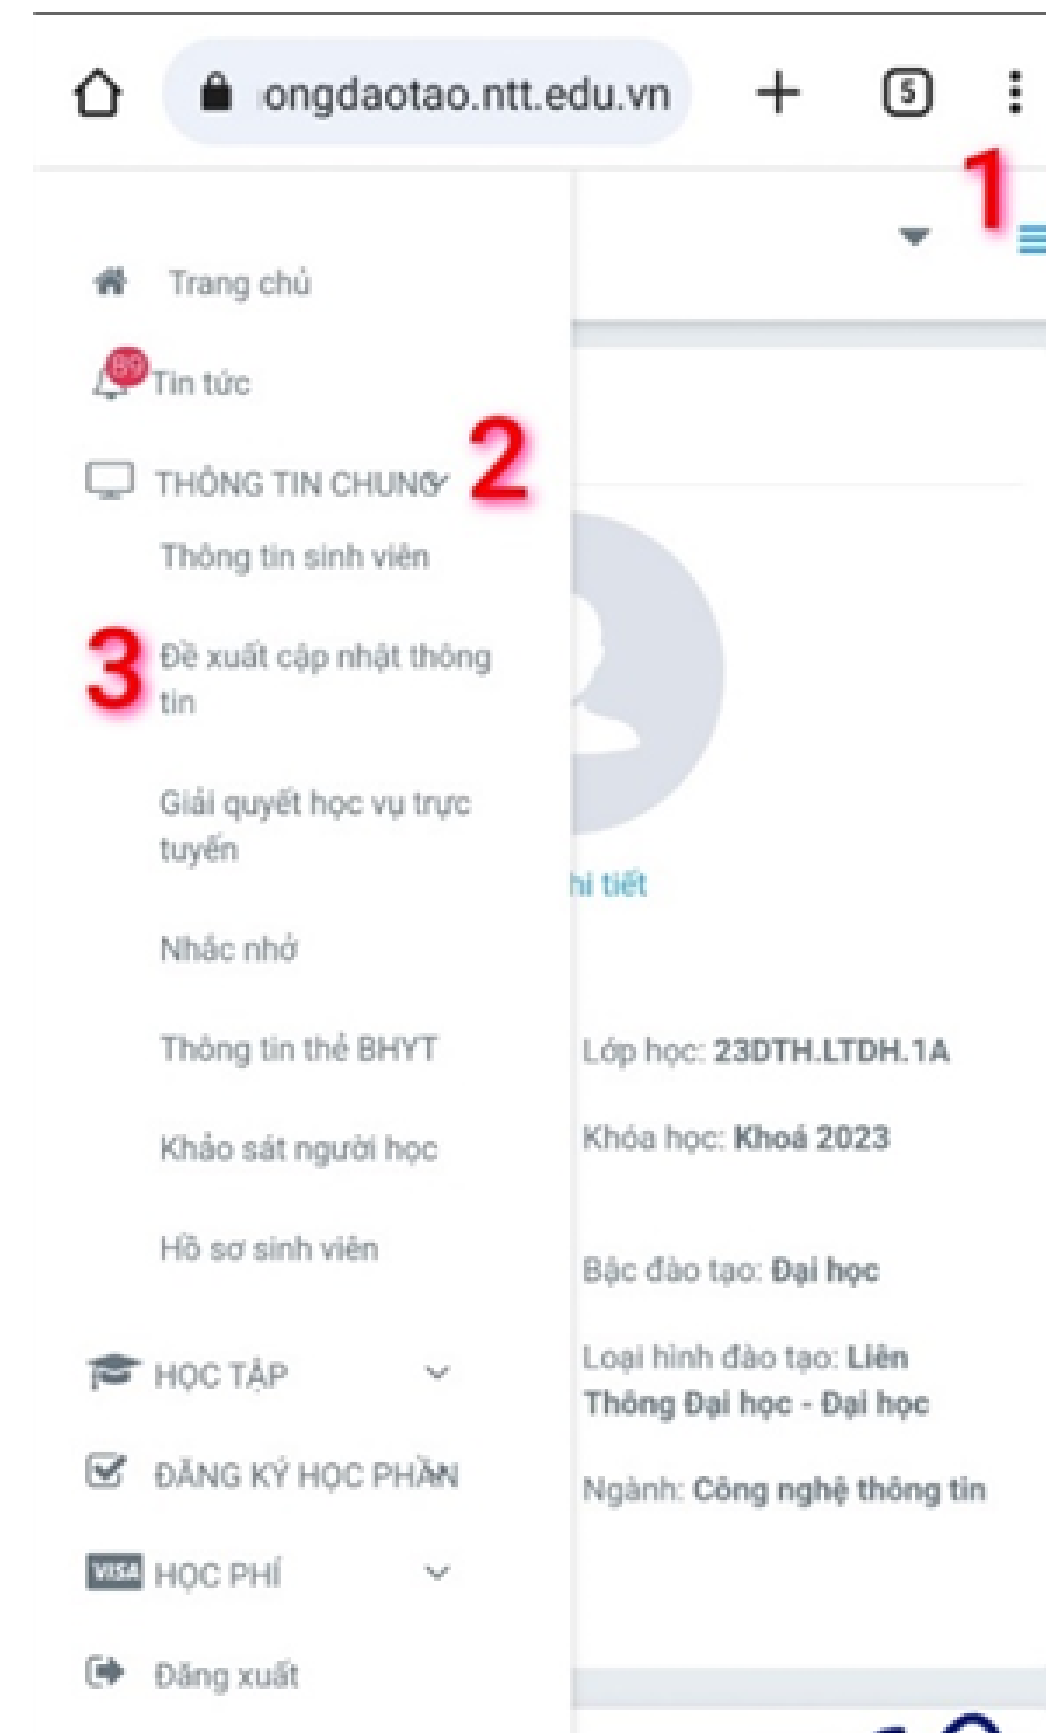 ongdaotao.ntt.edu.vn
5
1
Trang chủ
89
Tin tức
2
THÔNG TIN CHUNG
Thông tin sinh viên
3
Đề xuất cập nhật thông
tin
Giải quyết học vụ trực
tuyến
Nhắc nhở
Thông tin thẻ BHYT
Khảo sát người học
Hồ sơ sinh viên
HỌC TẬP
ĐĂNG KÝ HỌC PHẦN
VISA HỌC PHÍ
Đăng xuất
hi tiết
Lớp học: 23DTH.LTDH.1A
Khóa học: Khoá 2023
Bậc đào tạo: Đại học
Loại hình đào tạo: Liên
Thông Đại học - Đại học
Ngành: Công nghệ thông tin